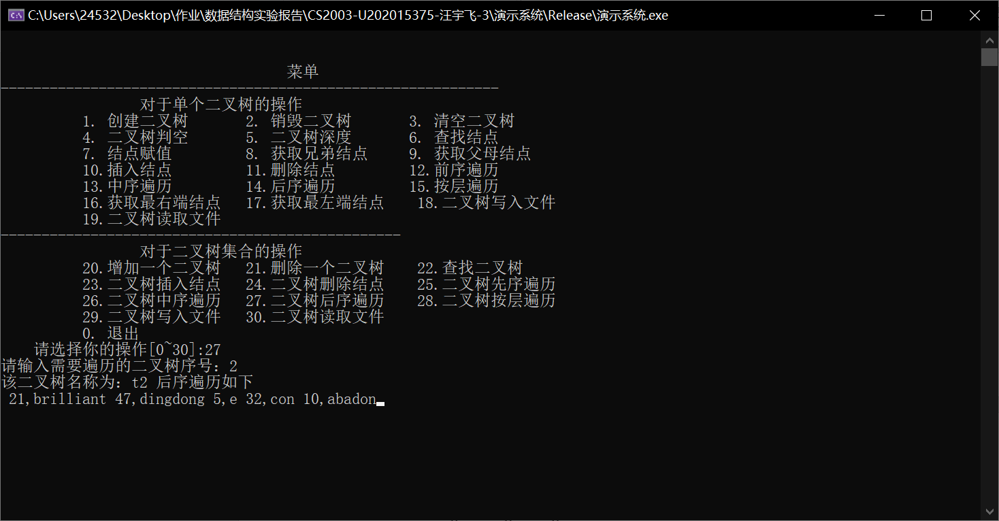 C:\Users\24532\Desktop\作业\数据结构实验报告\CS2003-U202015375-汪宇飞-3\演示系统\Release\演示系统.exe
菜单
-------------------------------------------------------------
对于单个二叉树的操作
1. 创建二叉树 2. 销毁二叉树 3. 清空二叉树
4. 二叉树判空 5. 二叉树深度 6. 查找结点
7. 结点赋值 8. 获取兄弟结点 9. 获取父母结点
10.插入结点 11.删除结点 12.前序遍历
13.中序遍历 14.后序遍历 15.按层遍历
16.获取最右端结点 17.获取最左端结点 18.二叉树写入文件
19.二叉树读取文件
-------------------------------------------------
对于二叉树集合的操作
20.增加一个二叉树 21.删除一个二叉树 22.查找二叉树
23.二叉树插入结点 24.二叉树删除结点 25.二叉树先序遍历
26.二叉树中序遍历 27.二叉树后序遍历 28.二叉树按层遍历
29.二叉树写入文件 30.二叉树读取文件
0. 退出
请选择你的操作[0~30]:27
请输入需要遍历的二叉树序号：2
该二叉树名称为：t2 后序遍历如下
21,brilliant 47,dingdong 5,e 32,con 10,abadon